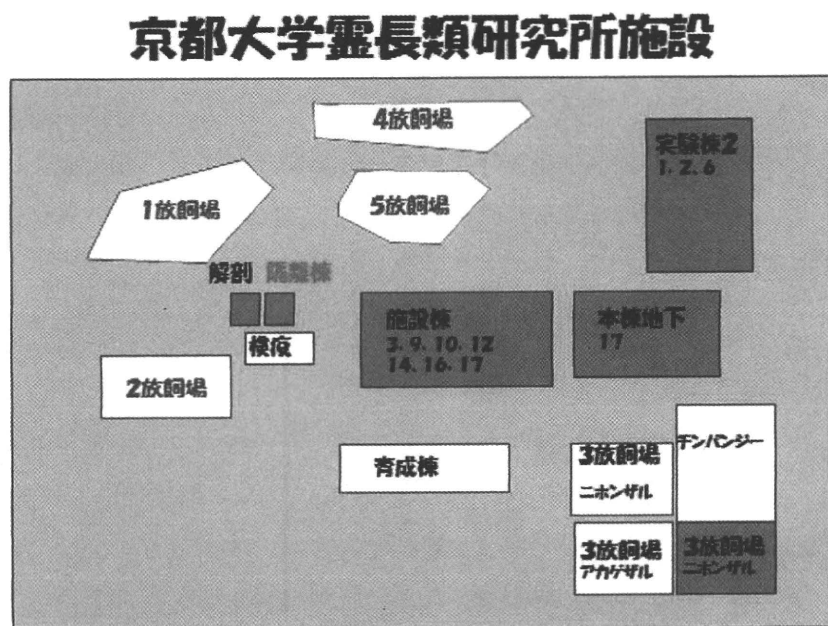 京都大学霊長類研究所施設
4放飼場
実験棟2
1. 2. 6
1放飼場
5放飼場
解剖 隔離棟
検疫
施設棟
3. 9. 10. 12
14. 16. 17
本棟地下
17
2放飼場
育成棟
3放飼場
ニホンザル
チンパンジー
3放飼場
アカゲザル
3放飼場
ニホンザル